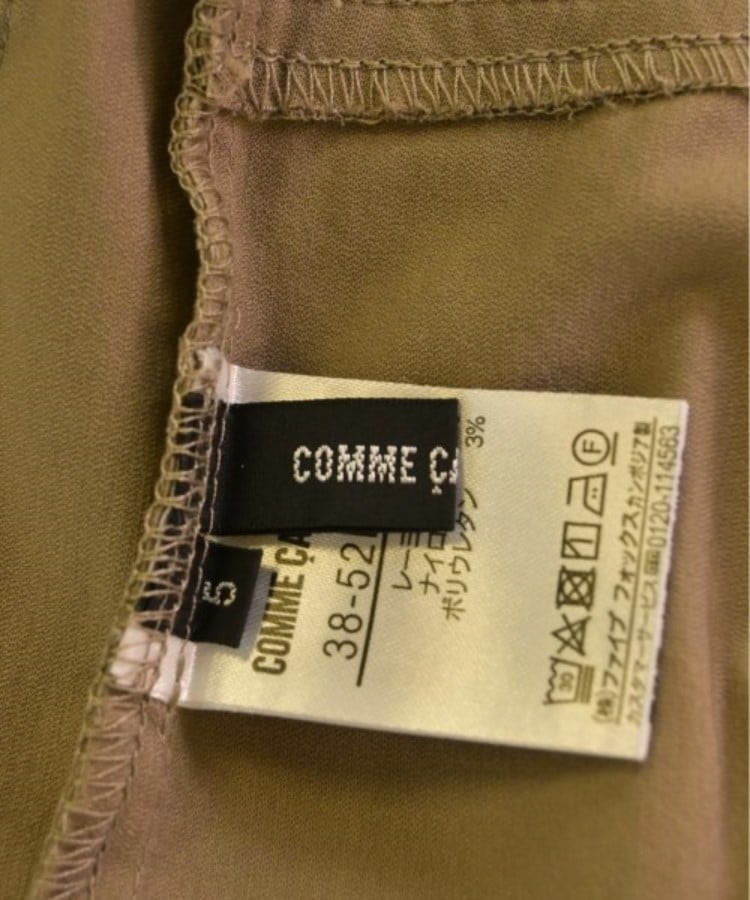 COMME ÇA
5
COMME ÇA
38-52
レーヨ
ナイロ
ポリウレタン 3%
30
F
(株)ファイブ フォックス カンボジア製
カスタマーサービス 0120-114563